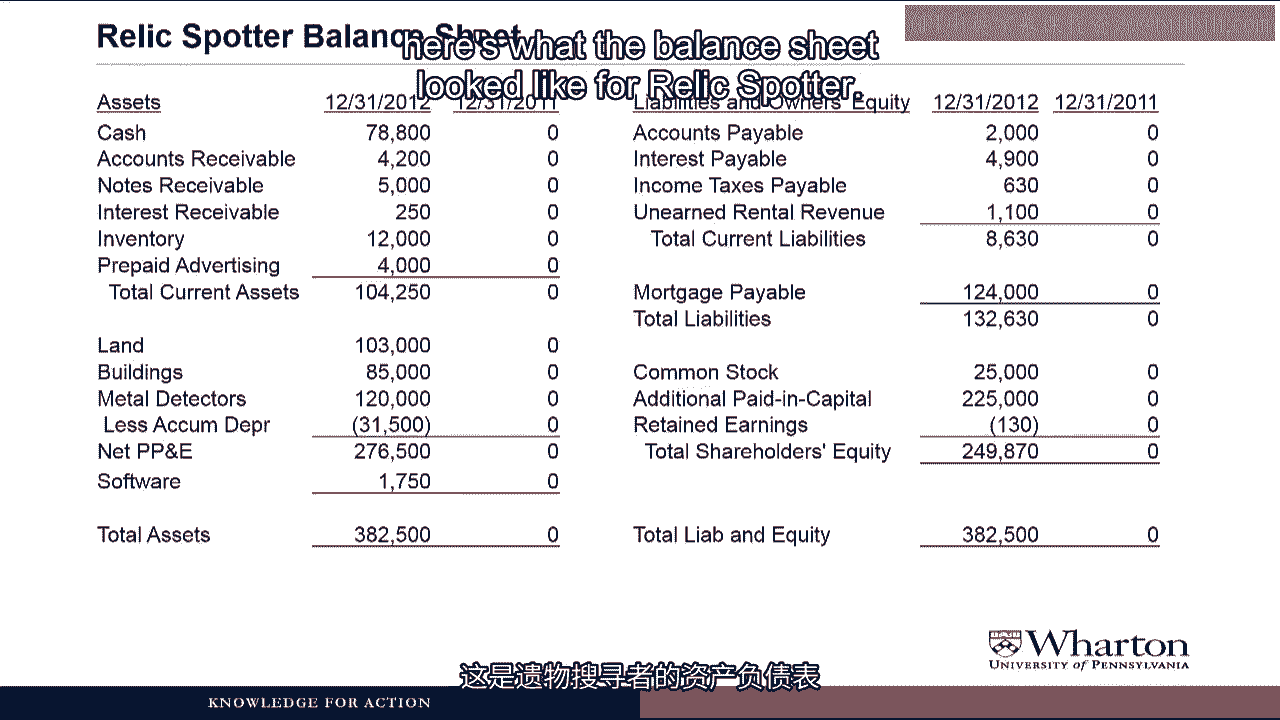 Relic Spotter Balance Sheet
here's what the balance sheet
looked like for Relic Spotter,
Assets 12/31/2012 12/31/2011
Cash 78,800 0
Accounts Receivable 4,200 0
Notes Receivable 5,000 0
Interest Receivable 250 0
Inventory 12,000 0
Prepaid Advertising 4,000 0
Total Current Assets 104,250 0
Land 103,000 0
Buildings 85,000 0
Metal Detectors 120,000 0
Less Accum Depr (31,500) 0
Net PP&E 276,500 0
Software 1,750 0
Total Assets 382,500 0
Liabilities and Owners' Equity 12/31/2012 12/31/2011
Accounts Payable 2,000 0
Interest Payable 4,900 0
Income Taxes Payable 630 0
Unearned Rental Revenue 1,100 0
Total Current Liabilities 8,630 0
Mortgage Payable 124,000 0
Total Liabilities 132,630 0
Common Stock 25,000 0
Additional Paid-in-Capital 225,000 0
Retained Earnings (130) 0
Total Shareholders' Equity 249,870 0
Total Liab and Equity 382,500 0
Wharton
UNIVERSITY of PENNSYLVANIA
这是遗物搜寻者的资产负债表
KNOWLEDGE FOR ACTION